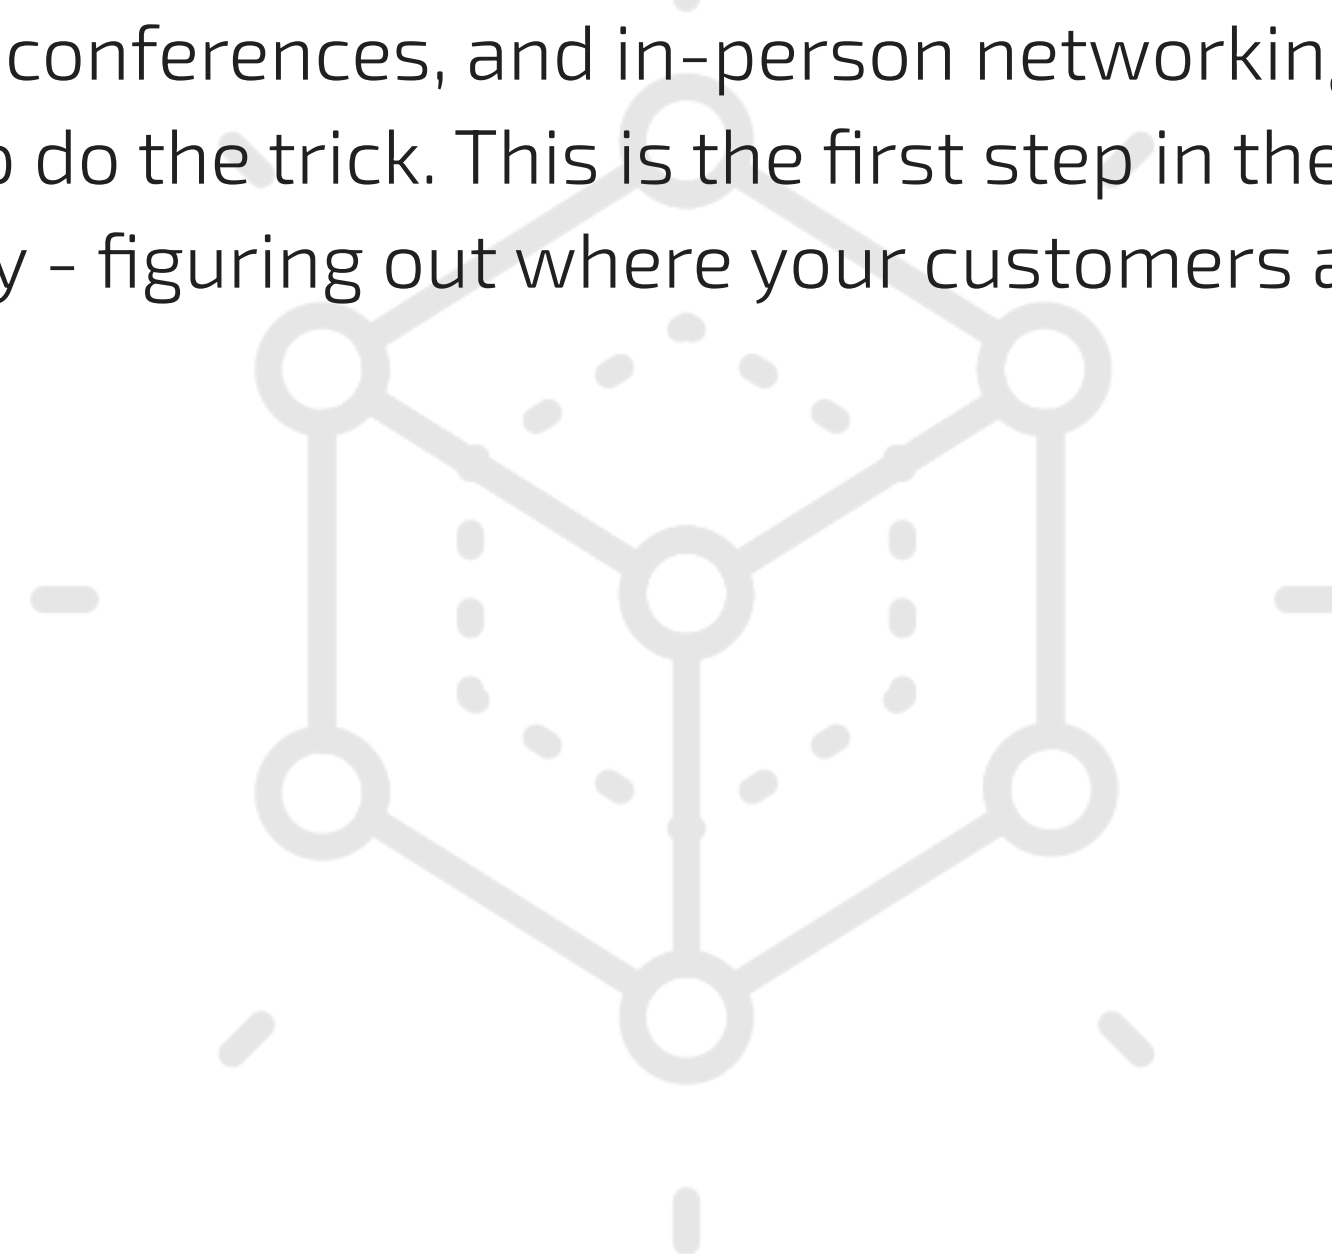 conferences, and in-person networkin
do the trick. This is the first step in the
y - figuring out where your customers a